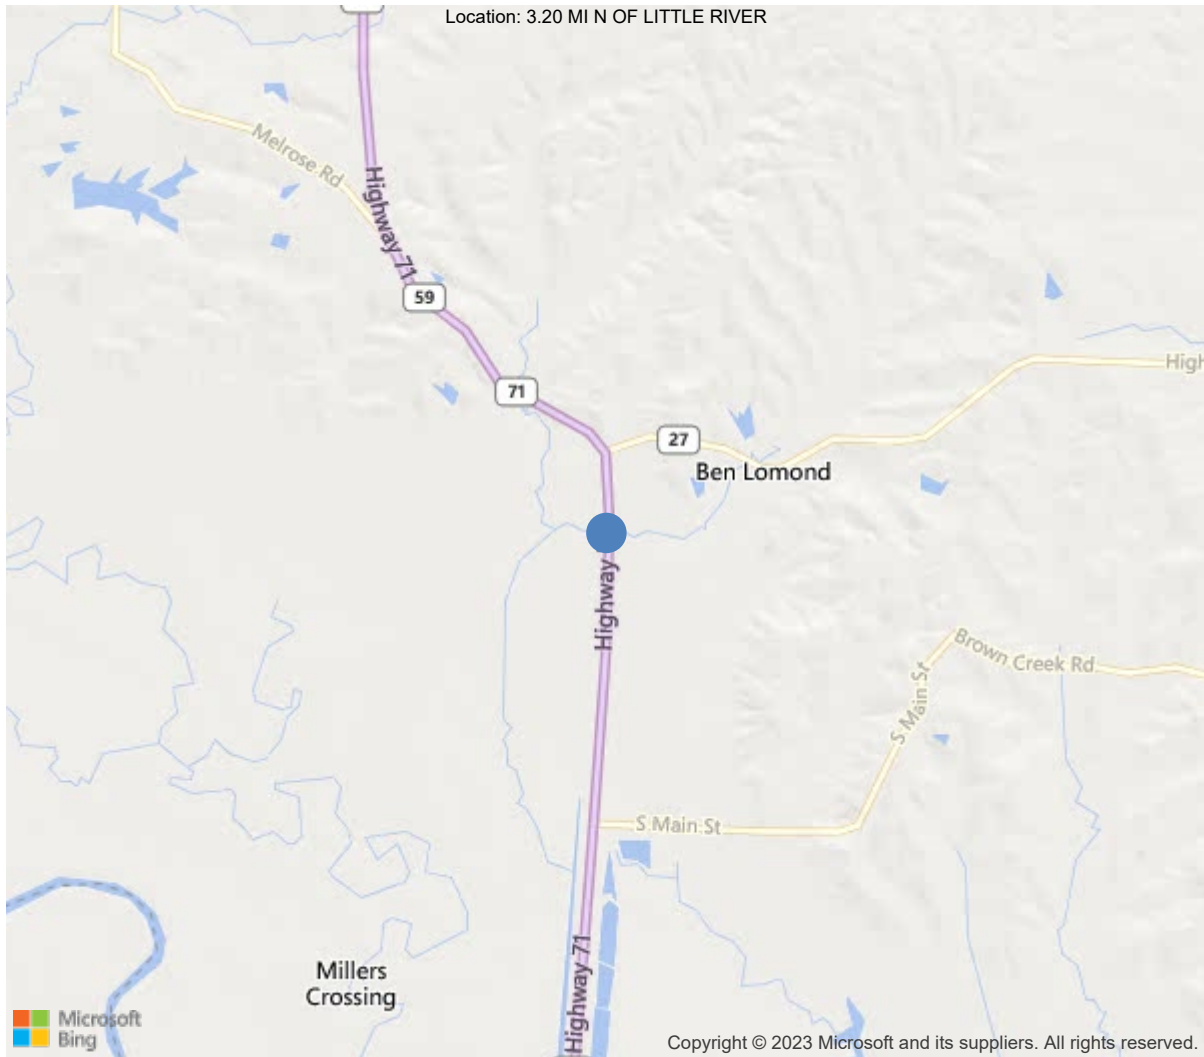 Location: 3.20 MI N OF LITTLE RIVER
Melrose Rd
Highway 71
59
71
High
27
Ben Lomond
Highway
Brown Creek Rd
S Main St
S Main St
Millers
Crossing
Highway 71
Microsoft
Bing
Copyright © 2023 Microsoft and its suppliers. All rights reserved.